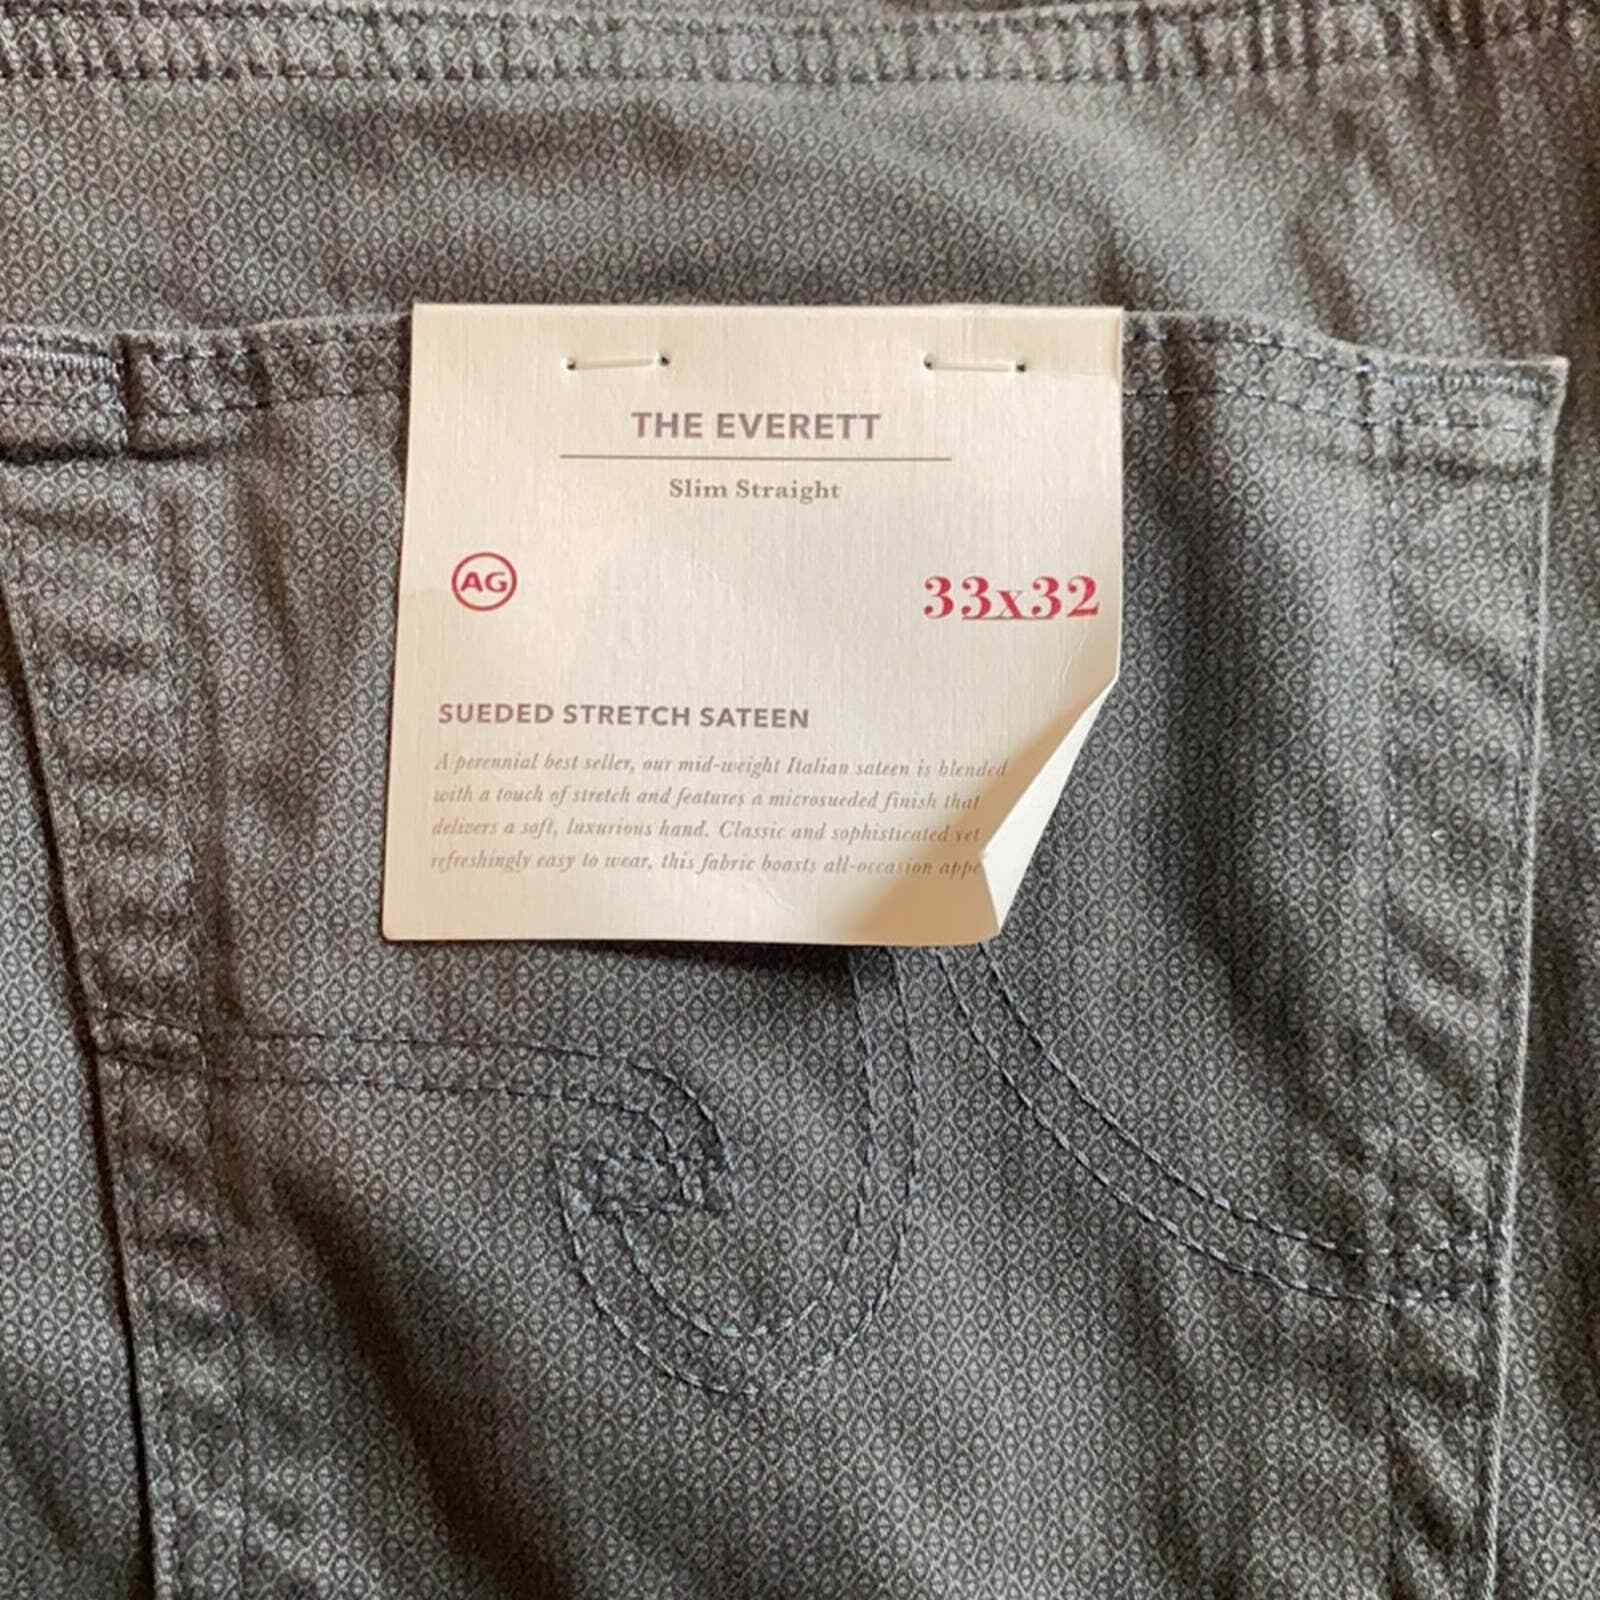 THE EVERETT
Slim Straight
AG
33x32
SUEDED STRETCH SATEEN
A perennial best seller, our mid-weight Italian sateen is blended
with a touch of stretch and features a microsueded finish that
delivers a soft, luxurious hand. Classic and sophisticated yet
refreshingly easy to wear, this fabric boasts all-occasion appe